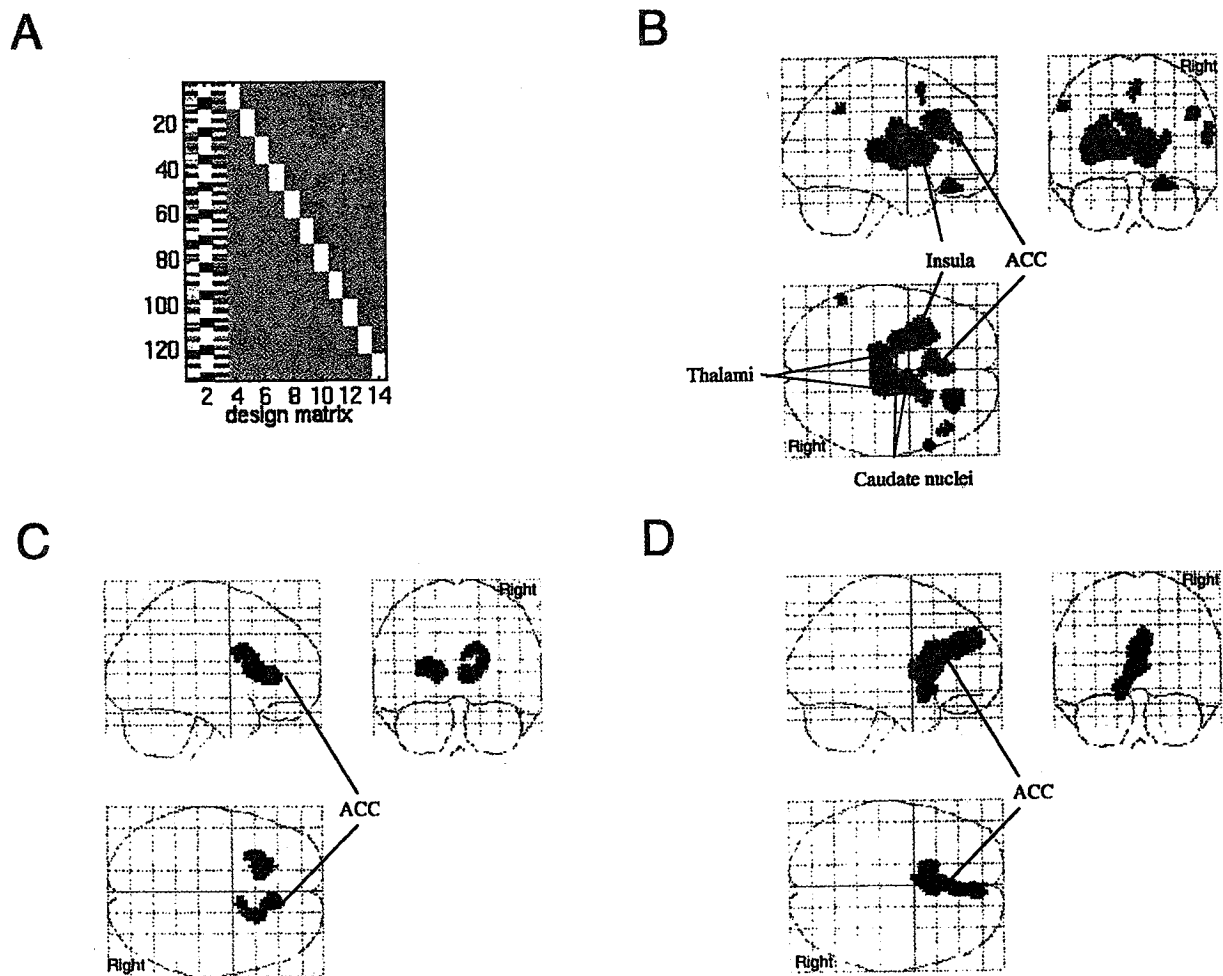 A
20
40
60
80
100
120
2 4 6 8 10 12 14
design matrix
B
Right
Insula ACC
Thalami
Right
Caudate nuclei
C
Right
ACC
Right
D
Right
ACC
Right